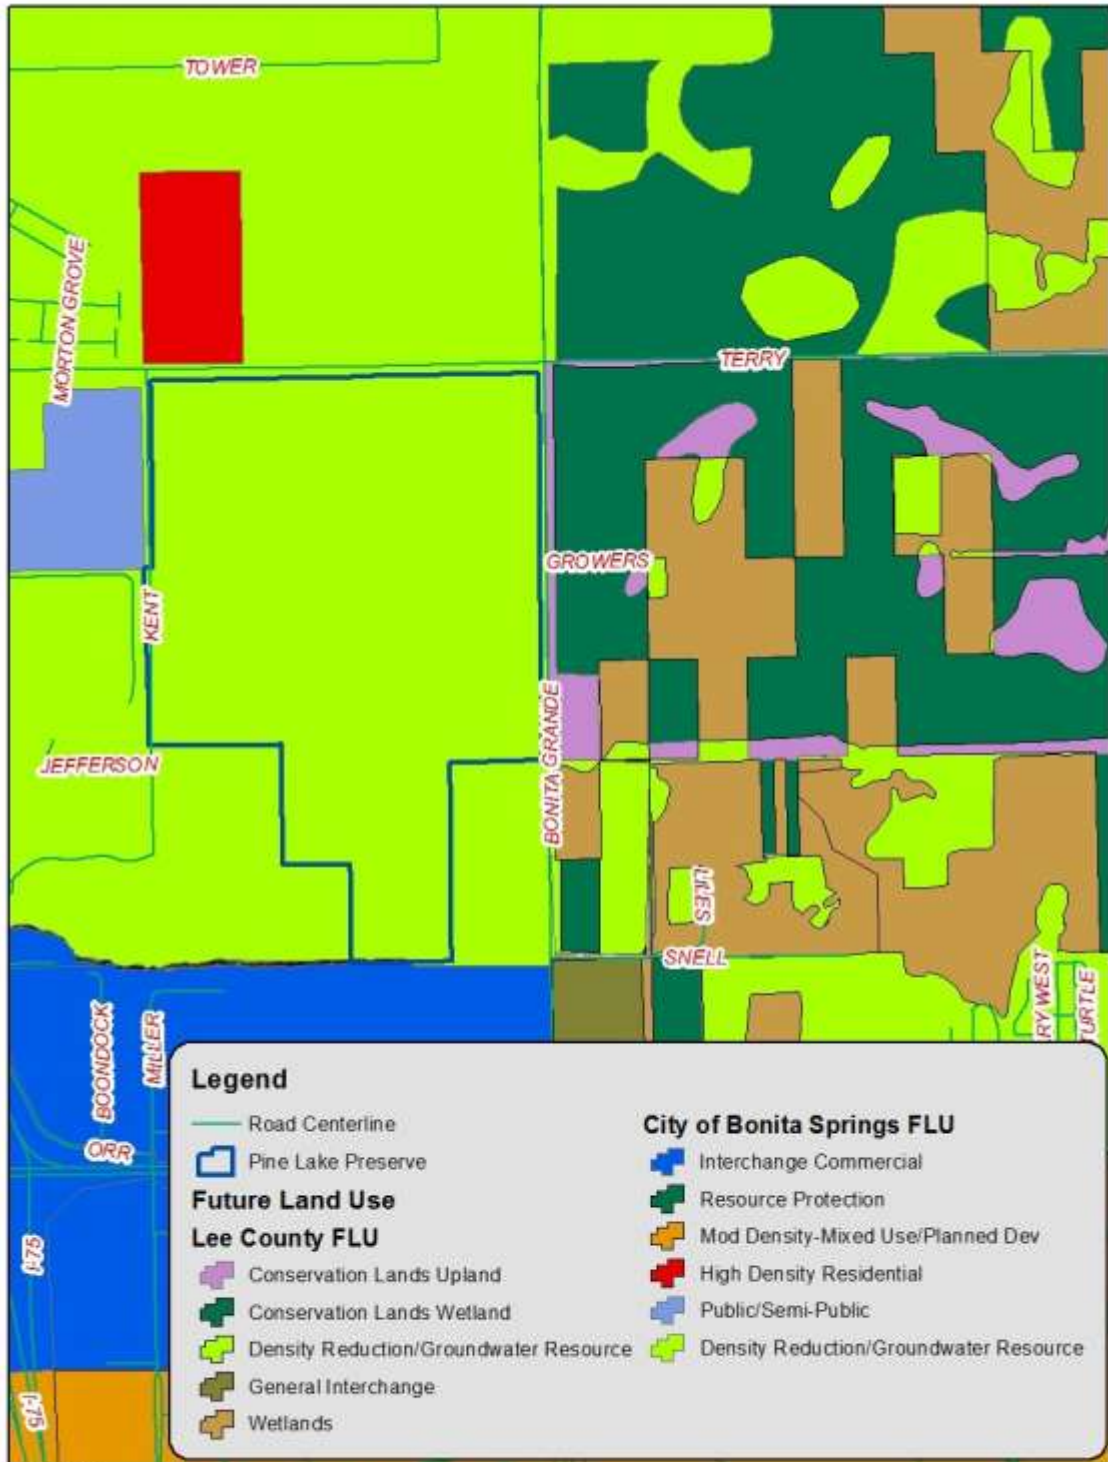 TOWER
MORTON GROVE
TERRY
GROWERS
KENT
BONITA GRANDE
JEFFERSON
LILES
SNELL
RY WEST
TURTLE
BOONDOCK
MILLER
ORR
I-75
I-75
Legend
Road Centerline
Pine Lake Preserve
Future Land Use
Lee County FLU
Conservation Lands Upland
Conservation Lands Wetland
Density Reduction/Groundwater Resource
General Interchange
Wetlands
City of Bonita Springs FLU
Interchange Commercial
Resource Protection
Mod Density-Mixed Use/Planned Dev
High Density Residential
Public/Semi-Public
Density Reduction/Groundwater Resource